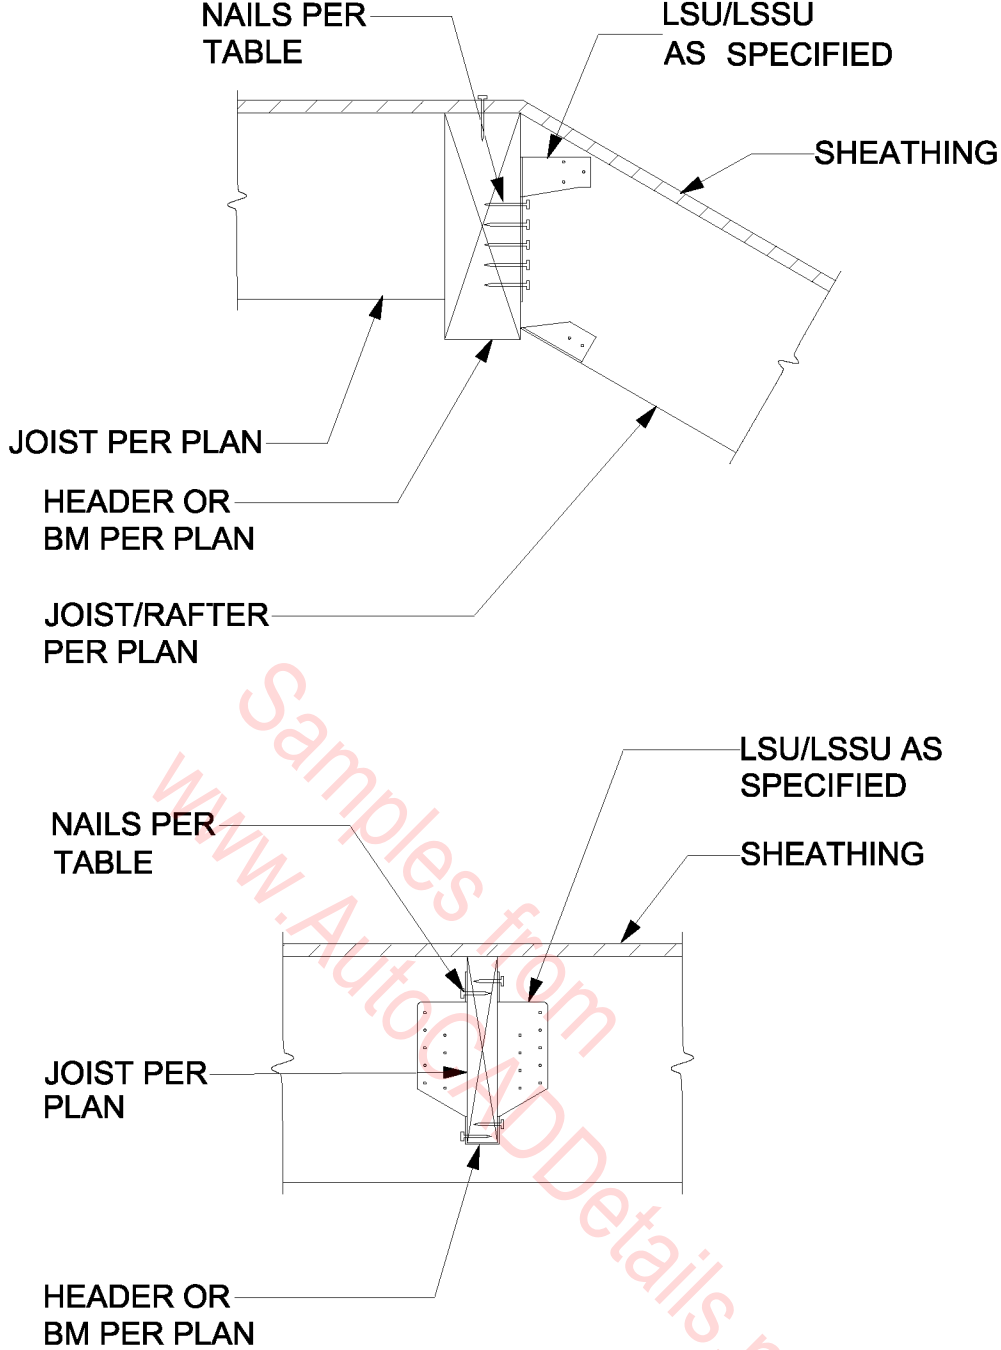 NAILS PER
TABLE
LSU/LSSU
AS SPECIFIED
SHEATHING
JOIST PER PLAN
HEADER OR
BM PER PLAN
JOIST/RAFTER
PER PLAN
LSU/LSSU AS
SPECIFIED
NAILS PER
TABLE
SHEATHING
JOIST PER
PLAN
HEADER OR
BM PER PLAN
Samples from
www.AutoCADDetails.